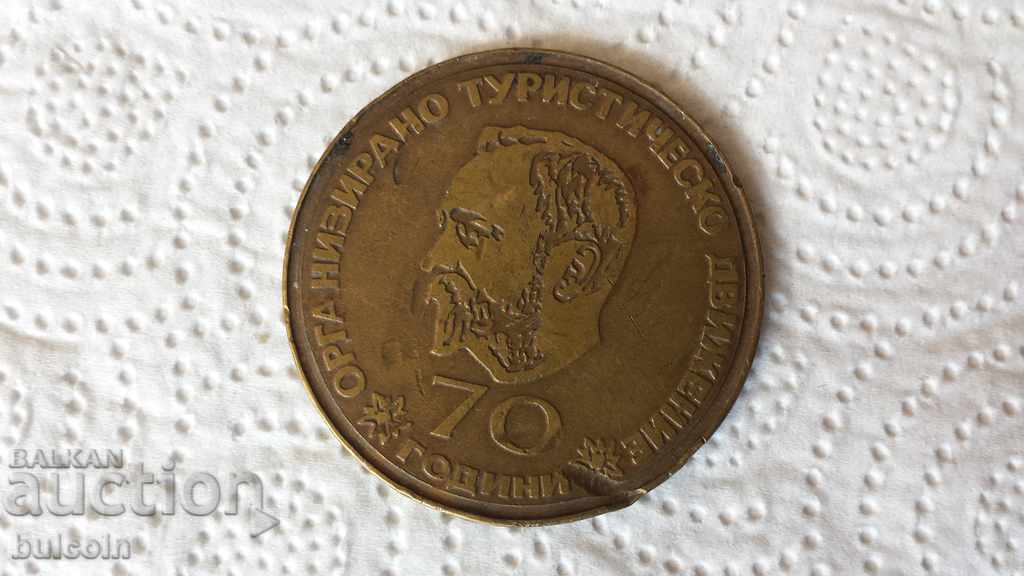 ОРГАНИЗИРАНО ТУРИСТИЧЕСКО ДВИЖЕНИЕ
70
ГОДИНИ
BALKAN
auction
bulcoin